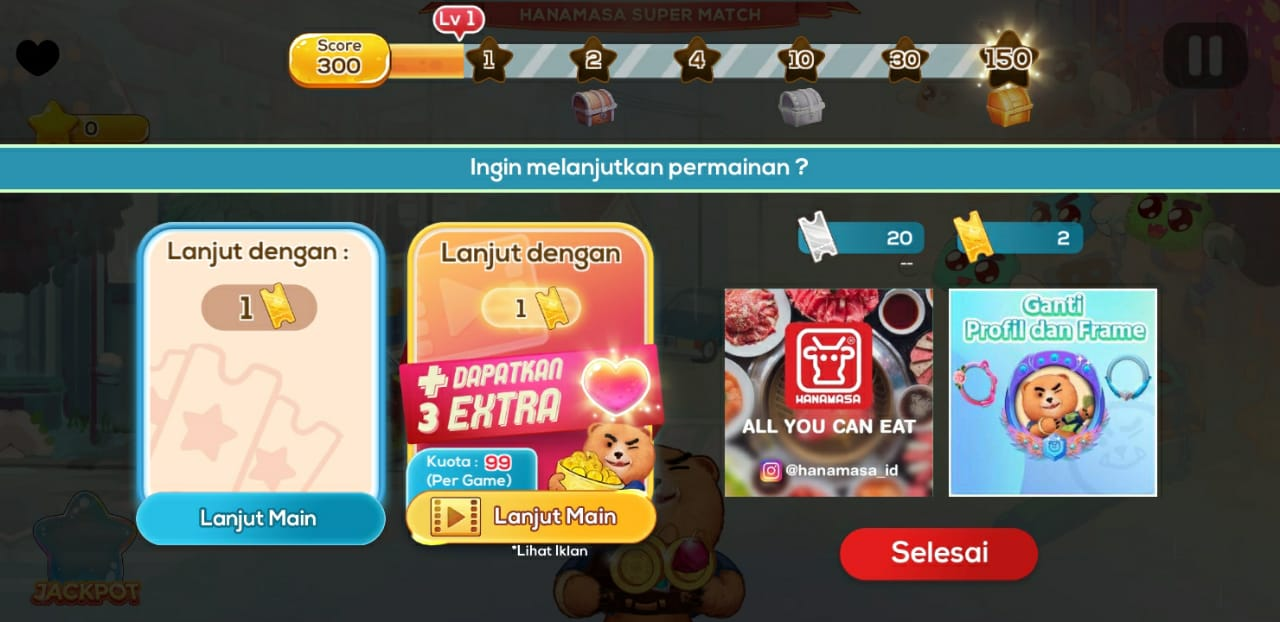 HANAMASA SUPER MATCH
Lv 1
Score
300
1
2
4
10
30
150
0
Ingin melanjutkan permainan ?
Lanjut dengan :
1
Lanjut Main
Lanjut dengan
1
+ DAPATKAN
3 EXTRA
Kuota : 99
(Per Game)
Lanjut Main
*Lihat Iklan
20
--
2
HANAMASA
ALL YOU CAN EAT
@hanamasa_id
Ganti
Profil dan Frame
Selesai
JACKPOT